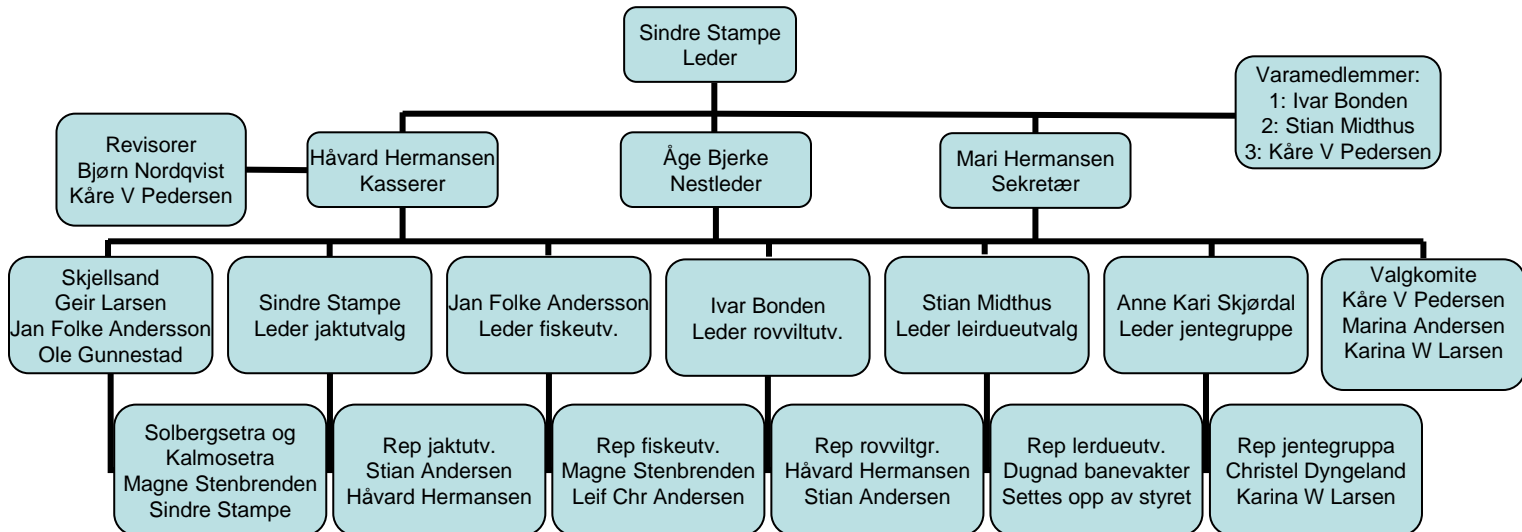 Sindre Stampe
Leder
Varamedlemmer:
1: Ivar Bonden
2: Stian Midthus
3: Kåre V Pedersen
Revisorer
Bjørn Nordqvist
Kåre V Pedersen
Håvard Hermansen
Kasserer
Åge Bjerke
Nestleder
Mari Hermansen
Sekretær
Skjellsand
Geir Larsen
Jan Folke Andersson
Ole Gunnestad
Sindre Stampe
Leder jaktutvalg
Jan Folke Andersson
Leder fiskeutv.
Ivar Bonden
Leder rovviltutv.
Stian Midthus
Leder leirdueutvalg
Anne Kari Skjørdal
Leder jentegruppe
Valgkomite
Kåre V Pedersen
Marina Andersen
Karina W Larsen
Solbergsetra og
Kalmosetra
Magne Stenbrenden
Sindre Stampe
Rep jaktutv.
Stian Andersen
Håvard Hermansen
Rep fiskeutv.
Magne Stenbrenden
Leif Chr Andersen
Rep rovviltgr.
Håvard Hermansen
Stian Andersen
Rep lerdueutv.
Dugnad banevakter
Settes opp av styret
Rep jentegruppa
Christel Dyngeland
Karina W Larsen